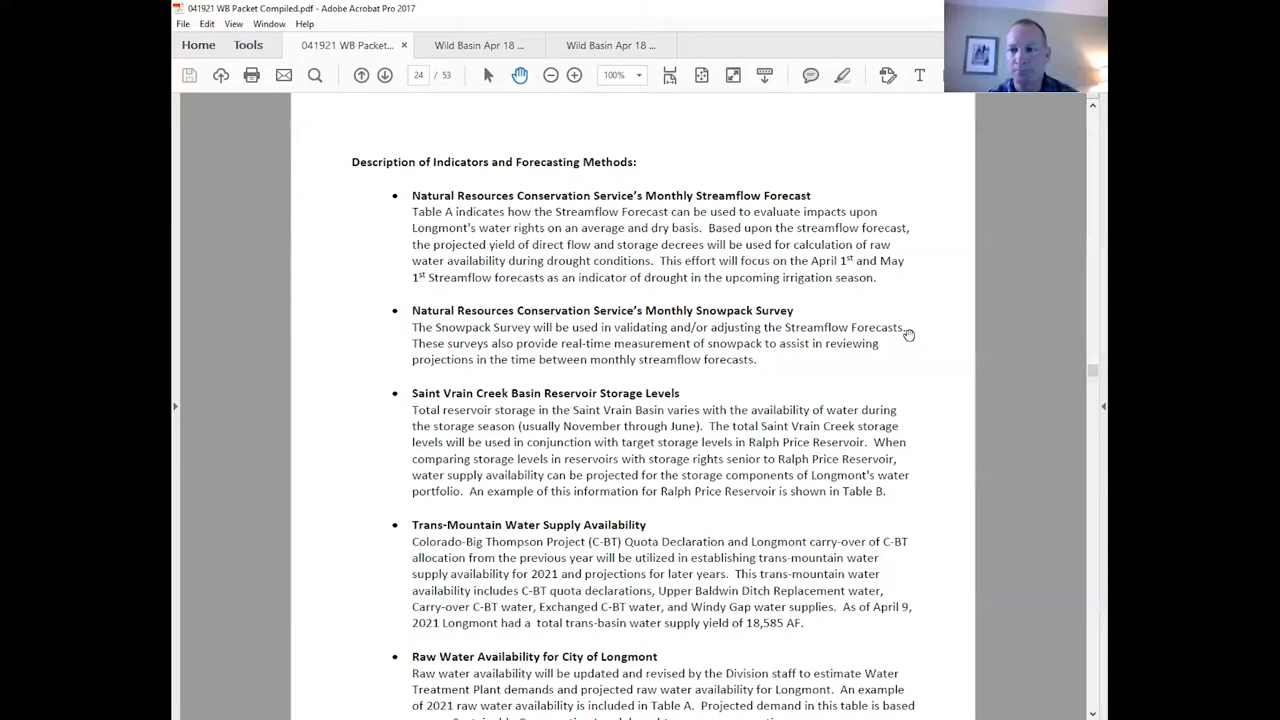 041921 WB Packet Compiled.pdf - Adobe Acrobat Pro 2017
File Edit View Window Help
Home Tools 041921 WB Packet... × Wild Basin Apr 18 ... Wild Basin Apr 18 ...
24 / 53 100%
Description of Indicators and Forecasting Methods:
• Natural Resources Conservation Service's Monthly Streamflow Forecast
Table A indicates how the Streamflow Forecast can be used to evaluate impacts upon
Longmont's water rights on an average and dry basis. Based upon the streamflow forecast,
the projected yield of direct flow and storage decrees will be used for calculation of raw
water availability during drought conditions. This effort will focus on the April 1st and May
1st Streamflow forecasts as an indicator of drought in the upcoming irrigation season.
• Natural Resources Conservation Service's Monthly Snowpack Survey
The Snowpack Survey will be used in validating and/or adjusting the Streamflow Forecasts.
These surveys also provide real-time measurement of snowpack to assist in reviewing
projections in the time between monthly streamflow forecasts.
• Saint Vrain Creek Basin Reservoir Storage Levels
Total reservoir storage in the Saint Vrain Basin varies with the availability of water during
the storage season (usually November through June). The total Saint Vrain Creek storage
levels will be used in conjunction with target storage levels in Ralph Price Reservoir. When
comparing storage levels in reservoirs with storage rights senior to Ralph Price Reservoir,
water supply availability can be projected for the storage components of Longmont's water
portfolio. An example of this information for Ralph Price Reservoir is shown in Table B.
• Trans-Mountain Water Supply Availability
Colorado-Big Thompson Project (C-BT) Quota Declaration and Longmont carry-over of C-BT
allocation from the previous year will be utilized in establishing trans-mountain water
supply availability for 2021 and projections for later years. This trans-mountain water
availability includes C-BT quota declarations, Upper Baldwin Ditch Replacement water,
Carry-over C-BT water, Exchanged C-BT water, and Windy Gap water supplies. As of April 9,
2021 Longmont had a total trans-basin water supply yield of 18,585 AF.
• Raw Water Availability for City of Longmont
Raw water availability will be updated and revised by the Division staff to estimate Water
Treatment Plant demands and projected raw water availability for Longmont. An example
of 2021 raw water availability is included in Table A. Projected demand in this table is based